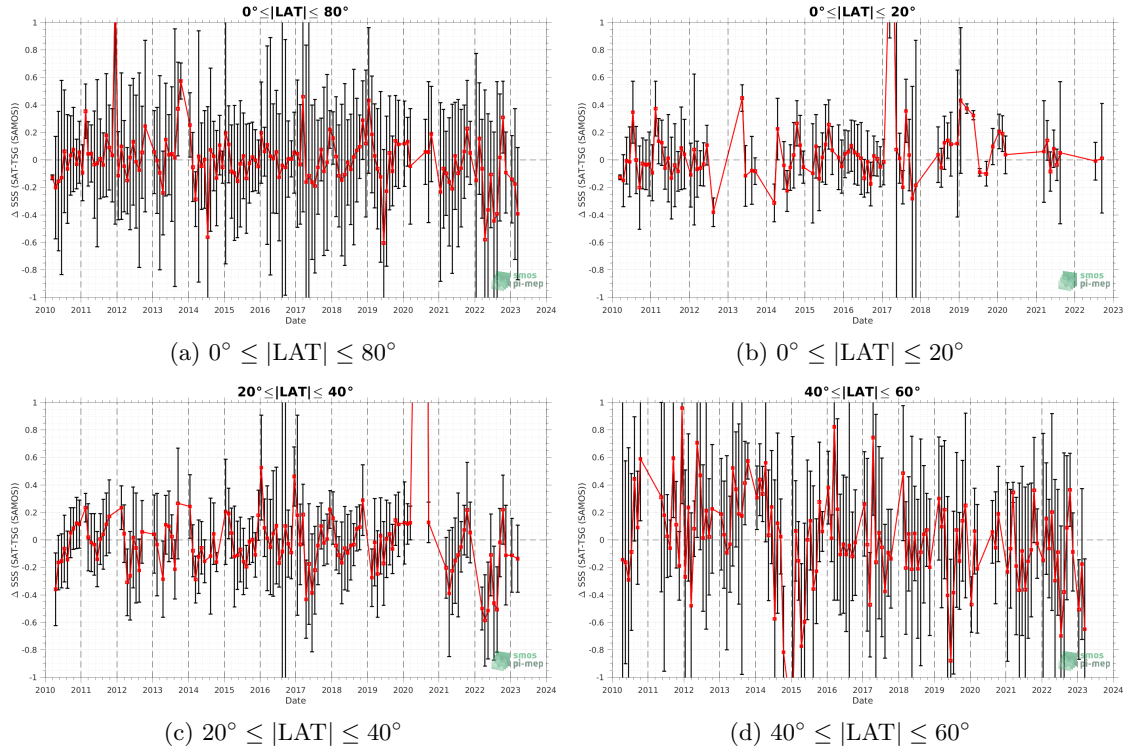 0°≤|LAT|≤ 80°
Δ SSS (SAT-TSG (SAMOS))
1
0.8
0.6
0.4
0.2
0
-0.2
-0.4
-0.6
-0.8
-1
2010 2011 2012 2013 2014 2015 2016 2017 2018 2019 2020 2021 2022 2023 2024
Date
smos
pi-mep
(a) 0° ≤ |LAT| ≤ 80°
0°≤|LAT|≤ 20°
Δ SSS (SAT-TSG (SAMOS))
1
0.8
0.6
0.4
0.2
0
-0.2
-0.4
-0.6
-0.8
-1
2010 2011 2012 2013 2014 2015 2016 2017 2018 2019 2020 2021 2022 2023
Date
smos
pi-mep
(b) 0° ≤ |LAT| ≤ 20°
20°≤|LAT|≤ 40°
Δ SSS (SAT-TSG (SAMOS))
1
0.8
0.6
0.4
0.2
0
-0.2
-0.4
-0.6
-0.8
-1
2010 2011 2012 2013 2014 2015 2016 2017 2018 2019 2020 2021 2022 2023 2024
Date
smos
pi-mep
(c) 20° ≤ |LAT| ≤ 40°
40°≤|LAT|≤ 60°
Δ SSS (SAT-TSG (SAMOS))
1
0.8
0.6
0.4
0.2
0
-0.2
-0.4
-0.6
-0.8
-1
2010 2011 2012 2013 2014 2015 2016 2017 2018 2019 2020 2021 2022 2023 2024
Date
smos
pi-mep
(d) 40° ≤ |LAT| ≤ 60°